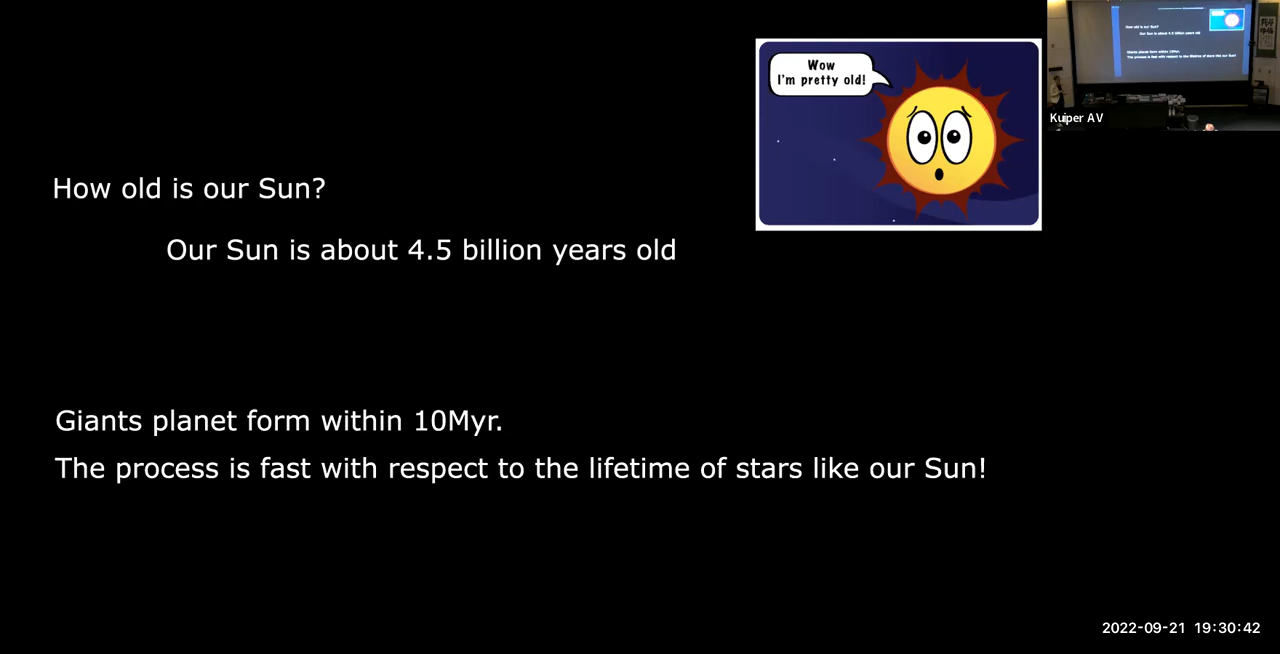 Wow
I'm pretty old!
Kuiper AV
How old is our Sun?
Our Sun is about 4.5 billion years old
Giants planet form within 10Myr.
The process is fast with respect to the lifetime of stars like our Sun!
2022-09-21 19:30:42